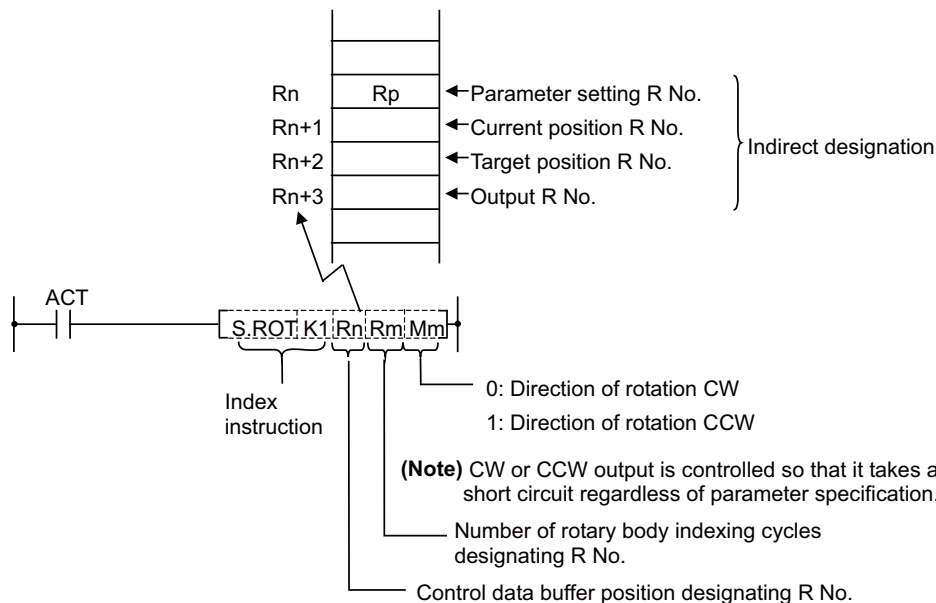 Rn Rp Parameter setting R No.
Rn+1 Current position R No.
Rn+2 Target position R No.
Rn+3 Output R No.
Indirect designation
ACT
S.ROT K1 Rn Rm Mm
Index
instruction
0: Direction of rotation CW
1: Direction of rotation CCW
(Note) CW or CCW output is controlled so that it takes a
short circuit regardless of parameter specification.
Number of rotary body indexing cycles
designating R No.
Control data buffer position designating R No.